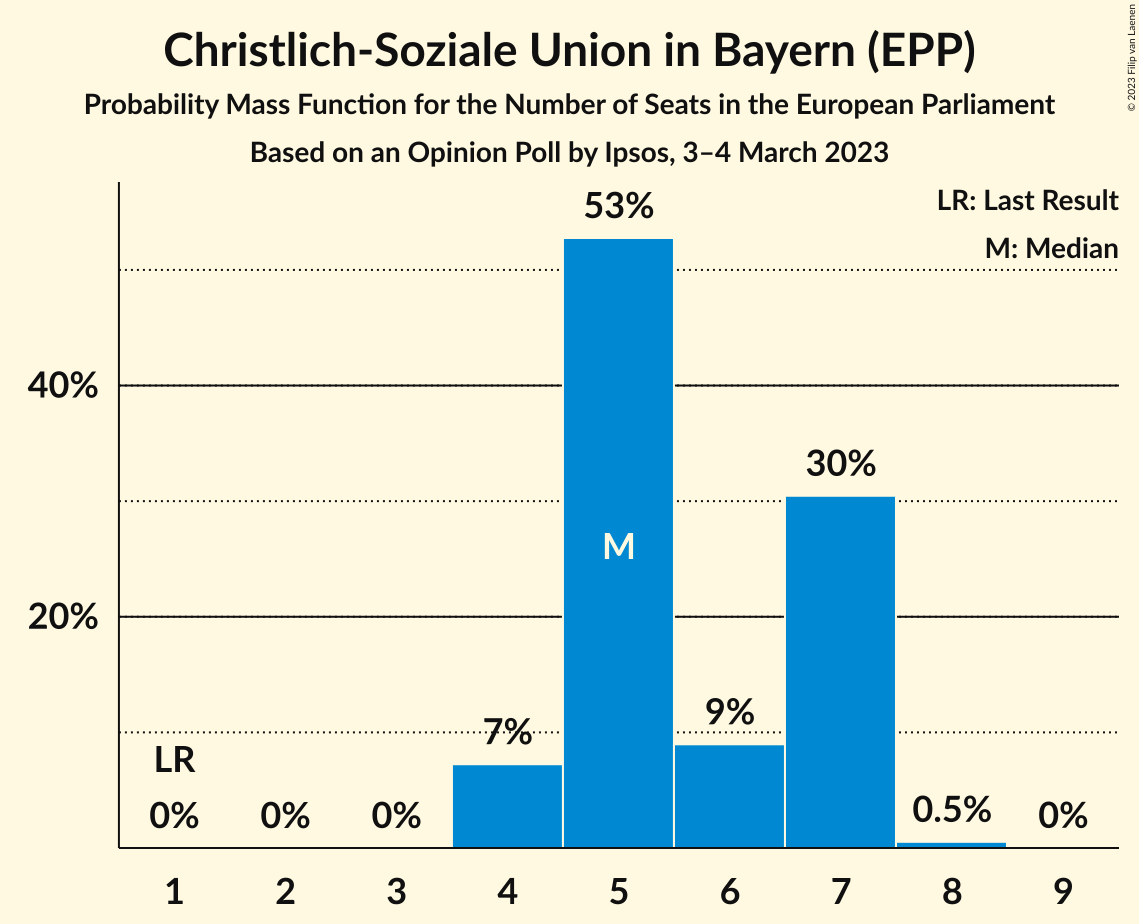 Christlich-Soziale Union in Bayern (EPP)
Probability Mass Function for the Number of Seats in the European Parliament
Based on an Opinion Poll by Ipsos, 3–4 March 2023
© 2023 Filip van Laenen
LR: Last Result
M: Median
53%
40%
30%
M
20%
9%
7%
LR
0% 0% 0% 0.5% 0%
1 2 3 4 5 6 7 8 9